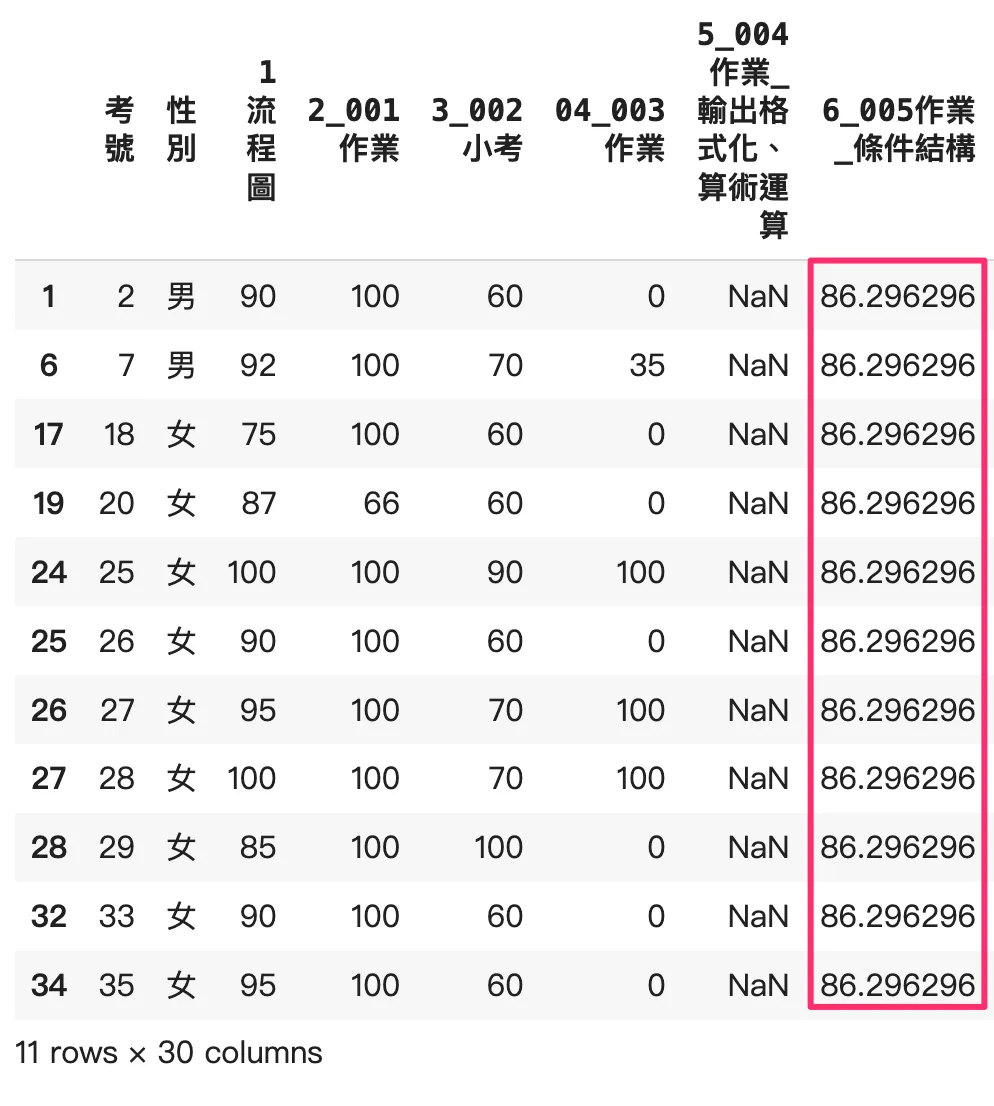 考號 性別 1流程圖 2_001作業 3_002小考 04_003作業 5_004作業_輸出格式化、算術運算 6_005作業_條件結構
1 2 男 90 100 60 0 NaN 86.296296
6 7 男 92 100 70 35 NaN 86.296296
17 18 女 75 100 60 0 NaN 86.296296
19 20 女 87 66 60 0 NaN 86.296296
24 25 女 100 100 90 100 NaN 86.296296
25 26 女 90 100 60 0 NaN 86.296296
26 27 女 95 100 70 100 NaN 86.296296
27 28 女 100 100 70 100 NaN 86.296296
28 29 女 85 100 100 0 NaN 86.296296
32 33 女 90 100 60 0 NaN 86.296296
34 35 女 95 100 60 0 NaN 86.296296
11 rows × 30 columns